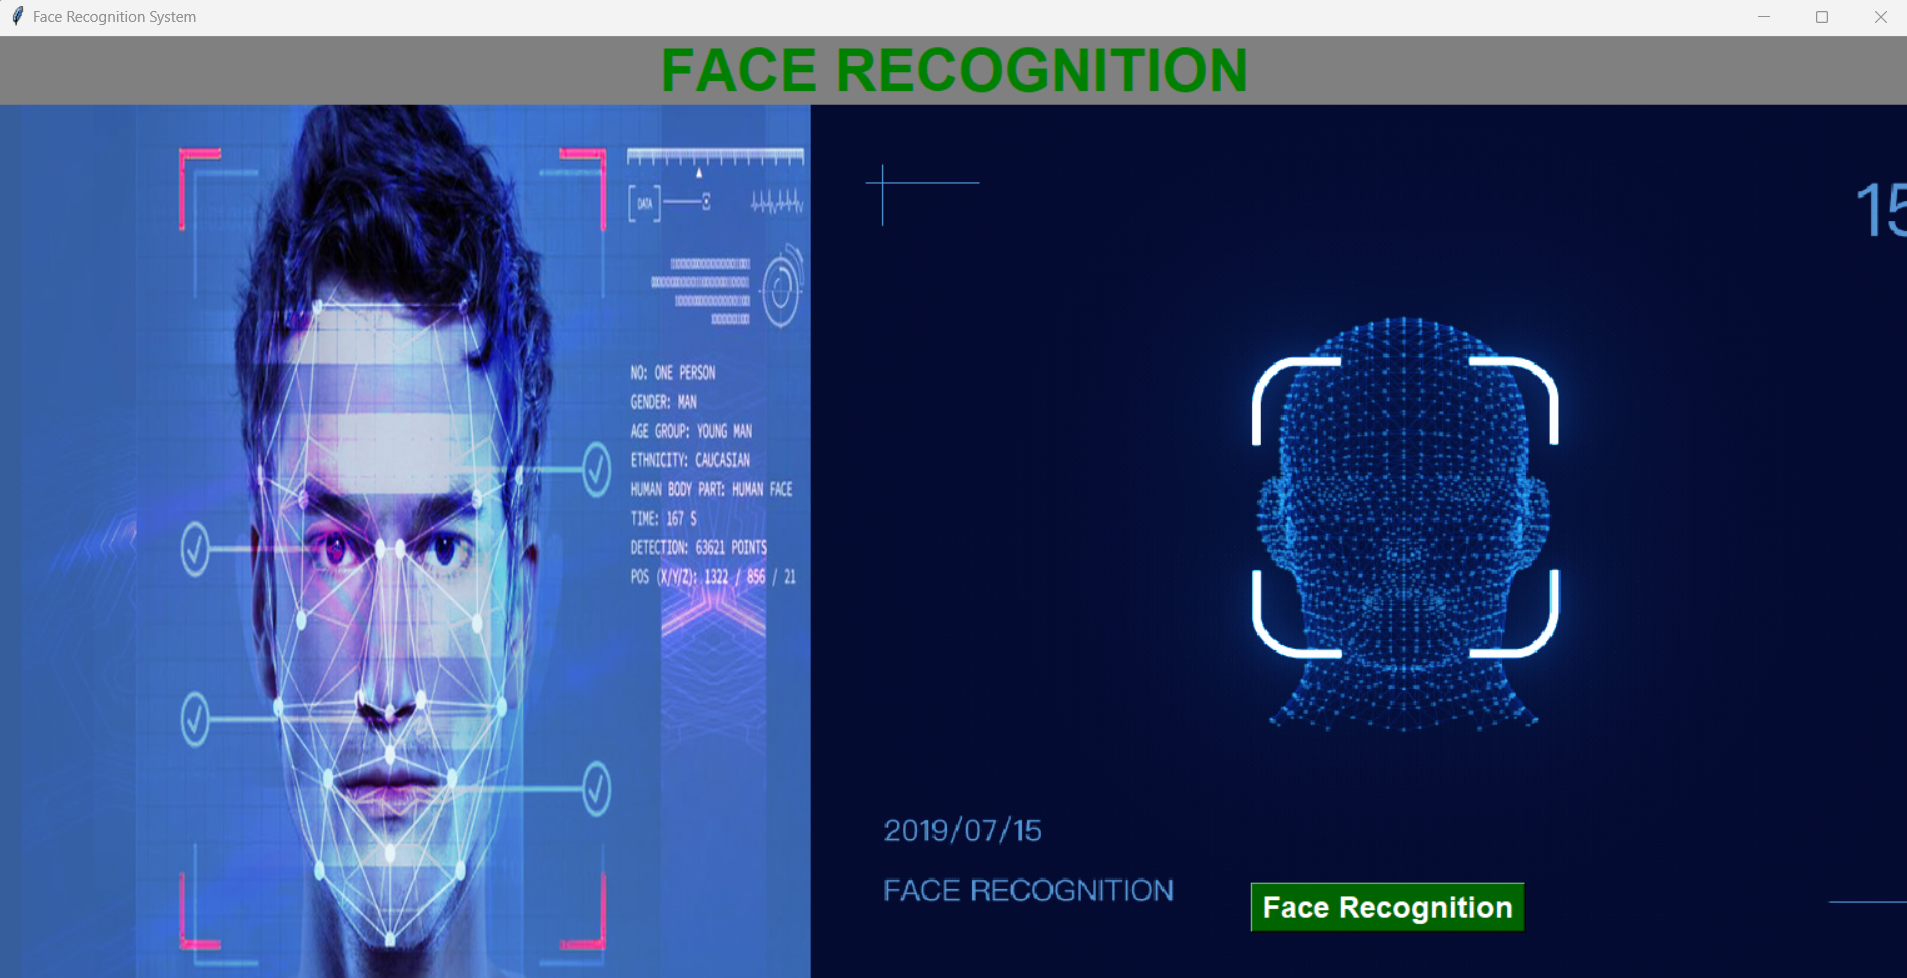 Face Recognition System
FACE RECOGNITION
DATA
NO: ONE PERSON
GENDER: MAN
AGE GROUP: YOUNG MAN
ETHNICITY: CAUCASIAN
HUMAN BODY PART: HUMAN FACE
TIME: 167 S
DETECTION: 63621 POINTS
POS (X/Y/Z): 1322 / 856 / 21
15
2019/07/15
FACE RECOGNITION
Face Recognition